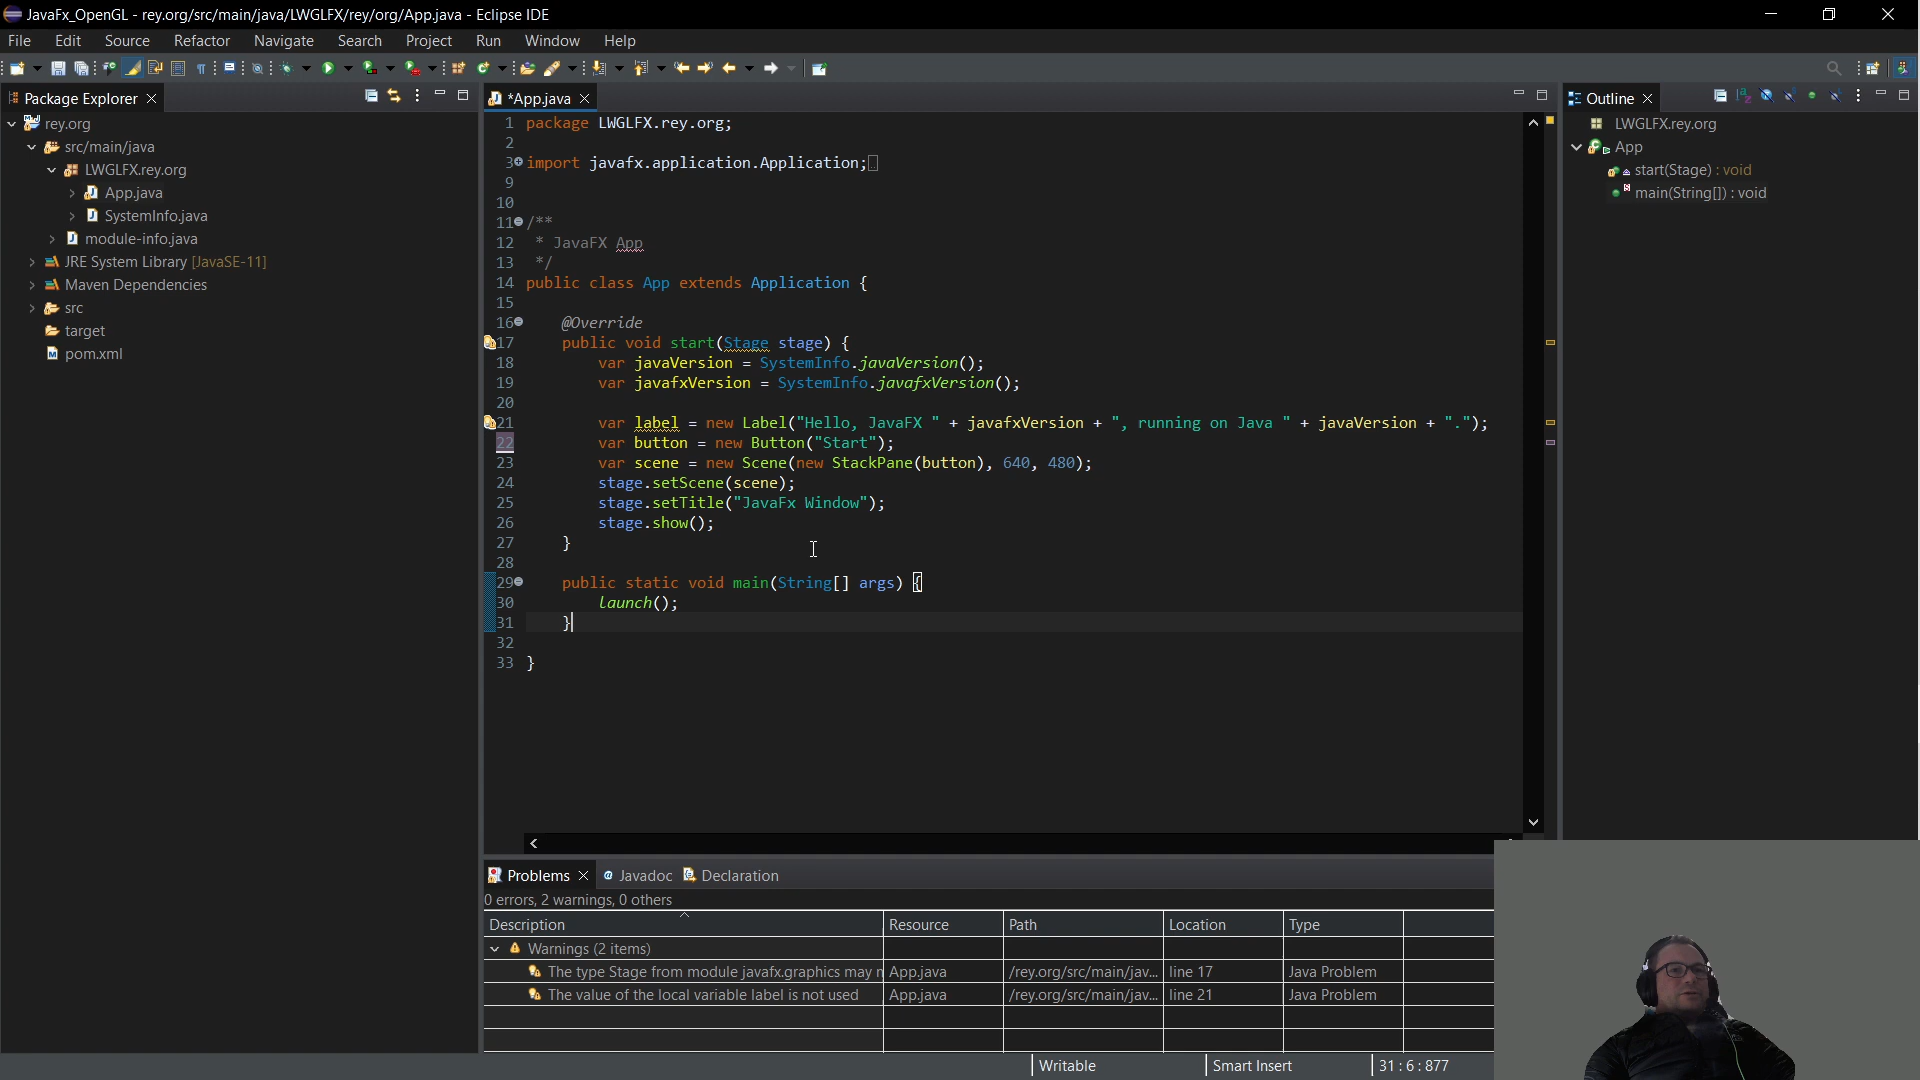 JavaFx_OpenGL - rey.org/src/main/java/LWGLFX/rey/org/App.java - Eclipse IDE
File Edit Source Refactor Navigate Search Project Run Window Help
Package Explorer
rey.org
src/main/java
LWGLFX.rey.org
App.java
SystemInfo.java
module-info.java
JRE System Library [JavaSE-11]
Maven Dependencies
src
target
pom.xml
*App.java
1 package LWGLFX.rey.org;
2
3 import javafx.application.Application;
9
10
11 /**
12 * JavaFX App
13 */
14 public class App extends Application {
15
16 @Override
17 public void start(Stage stage) {
18 var javaVersion = SystemInfo.javaVersion();
19 var javafxVersion = SystemInfo.javafxVersion();
20
21 var label = new Label("Hello, JavaFX " + javafxVersion + ", running on Java " + javaVersion + ".");
22 var button = new Button("Start");
23 var scene = new Scene(new StackPane(button), 640, 480);
24 stage.setScene(scene);
25 stage.setTitle("JavaFx Window");
26 stage.show();
27 }
28
29 public static void main(String[] args) {
30 launch();
31 }
32
33 }
Outline
LWGLFX.rey.org
App
start(Stage) : void
main(String[]) : void
Problems Javadoc Declaration
0 errors, 2 warnings, 0 others
Description Resource Path Location Type
Warnings (2 items)
The type Stage from module javafx.graphics may n App.java /rey.org/src/main/jav... line 17 Java Problem
The value of the local variable label is not used App.java /rey.org/src/main/jav... line 21 Java Problem
Writable Smart Insert 31 : 6 : 877